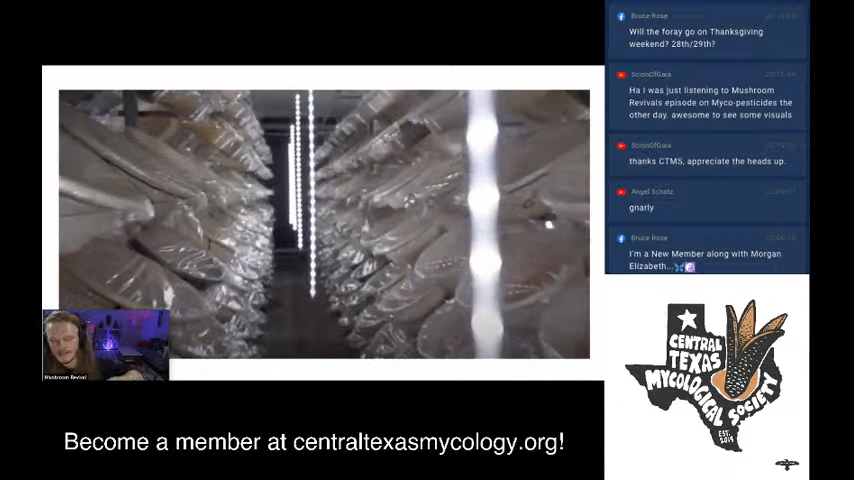 Bruce Rose
Will the foray go on Thanksgiving
weekend? 28th/29th?
ScionOfGaia
Ha I was just listening to Mushroom
Revivals episode on Myco-pesticides the
other day. awesome to see some visuals
ScionOfGaia
thanks CTMS, appreciate the heads up.
Angel Schatz
gnarly
Bruce Rose
I'm a New Member along with Morgan
Elizabeth...
Mushroom Revival
CENTRAL
TEXAS
MYCOLOGICAL
SOCIETY
EST.
2019
Become a member at centraltexasmycology.org!